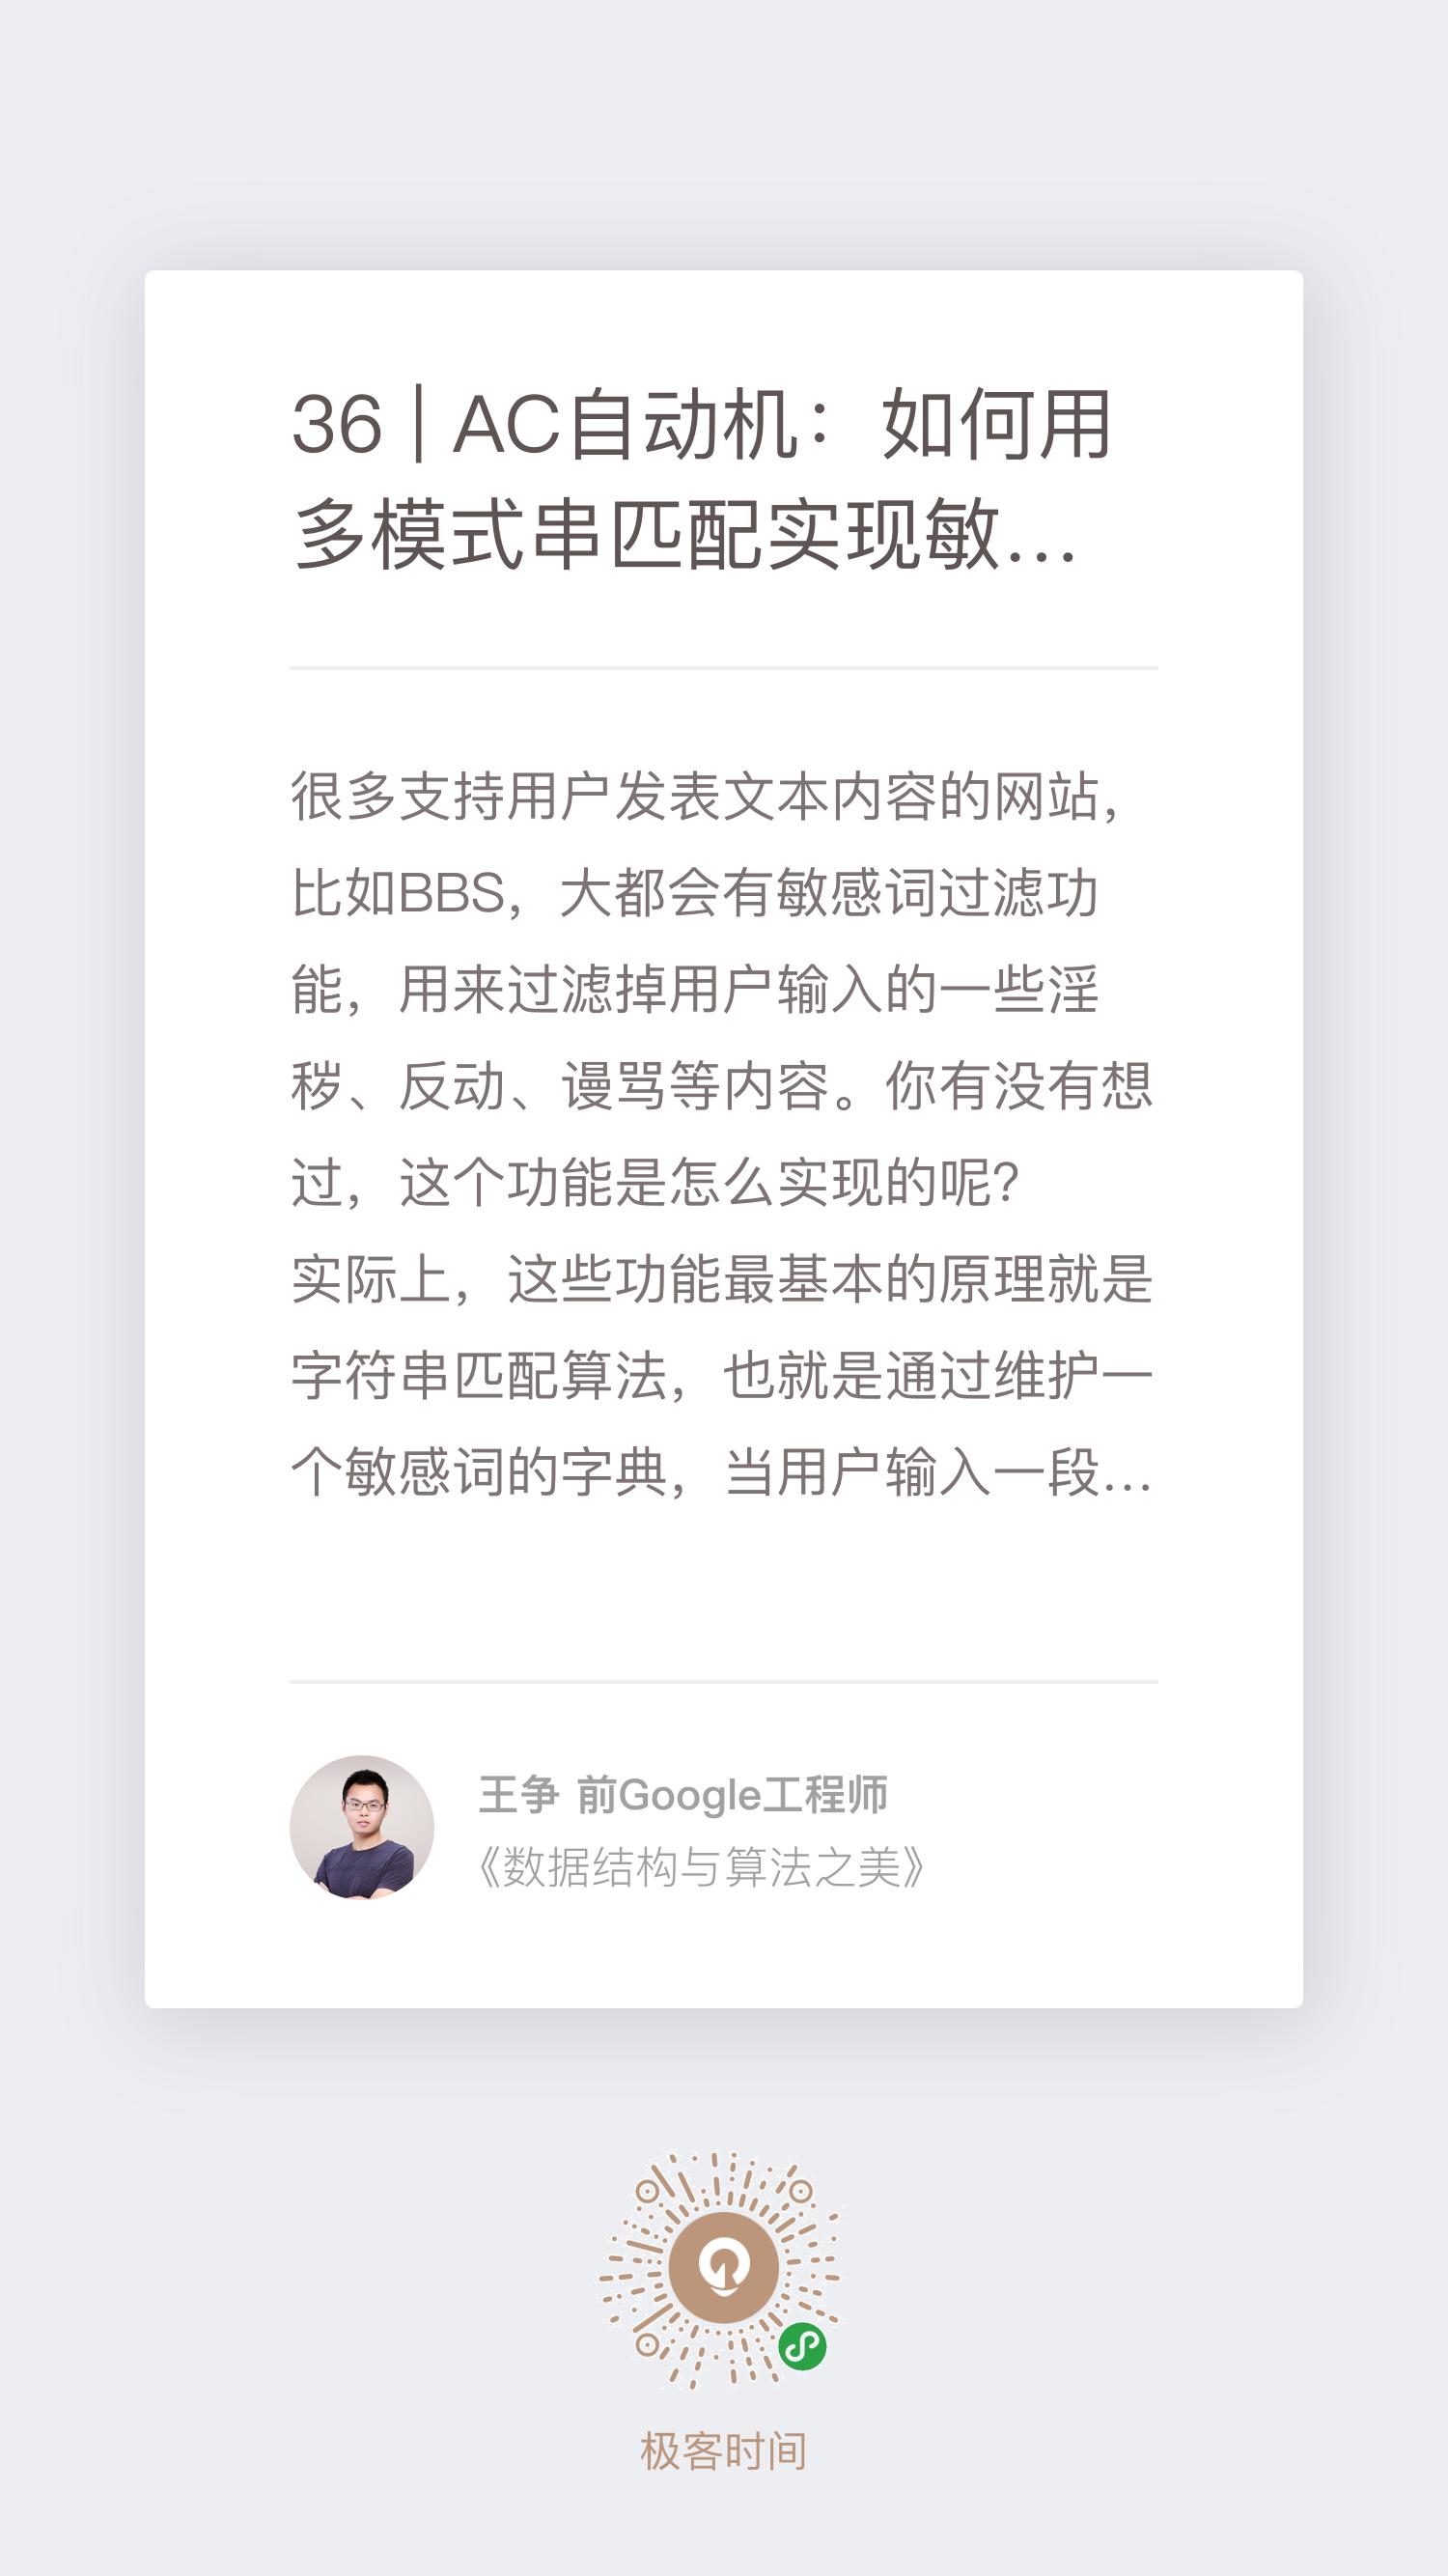 36 | AC自动机：如何用
多模式串匹配实现敏...
很多支持用户发表文本内容的网站，
比如BBS，大都会有敏感词过滤功
能，用来过滤掉用户输入的一些淫
秽、反动、谩骂等内容。你有没有想
过，这个功能是怎么实现的呢？
实际上，这些功能最基本的原理就是
字符串匹配算法，也就是通过维护一
个敏感词的字典，当用户输入一段...
王争 前Google工程师
《数据结构与算法之美》
极客时间